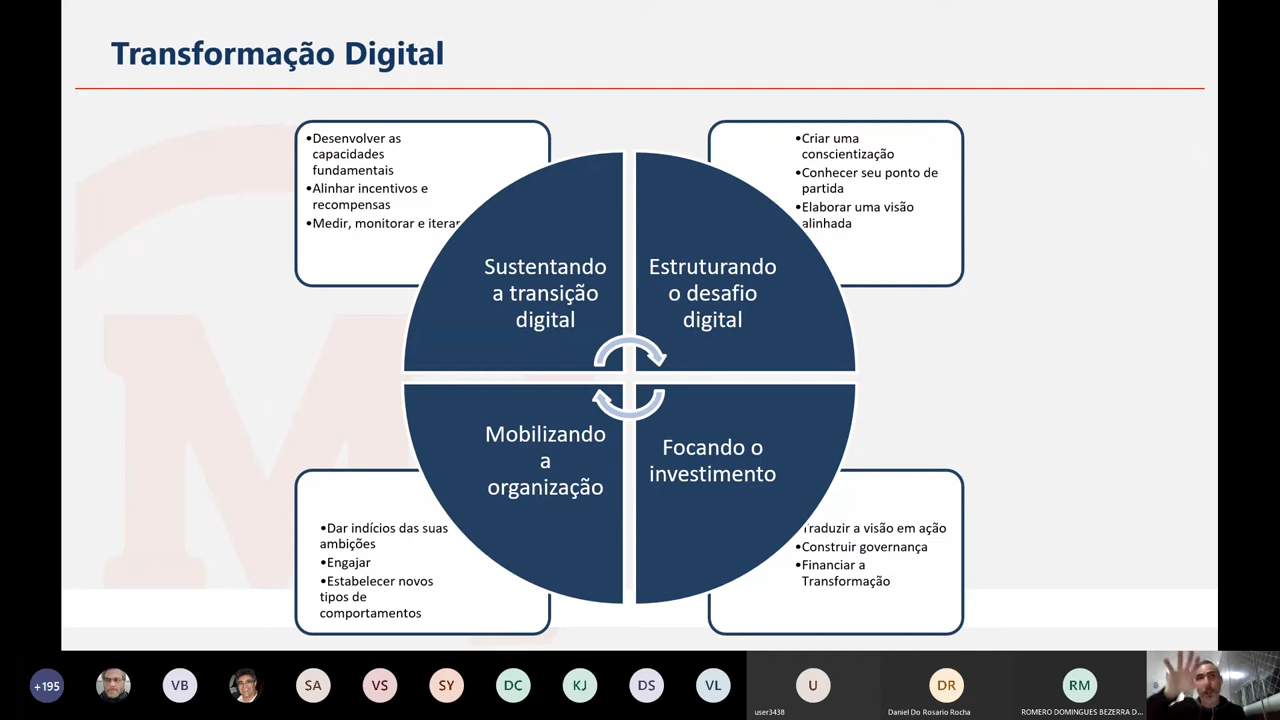 Transformação Digital
•Desenvolver as
capacidades
fundamentais
•Alinhar incentivos e
recompensas
•Medir, monitorar e iterar
•Criar uma
conscientização
•Conhecer seu ponto de
partida
•Elaborar uma visão
alinhada
Sustentando
a transição
digital
Estruturando
o desafio
digital
Mobilizando
a
organização
Focando o
investimento
•Dar indícios das suas
ambições
•Engajar
•Estabelecer novos
tipos de
comportamentos
Traduzir a visão em ação
•Construir governança
•Financiar a
Transformação
+195
VB
SA
VS
SY
DC
KJ
DS
VL
U
DR
RM
user3438
Daniel Do Rosario Rocha
ROMERO DOMINGUES BEZERRA D...